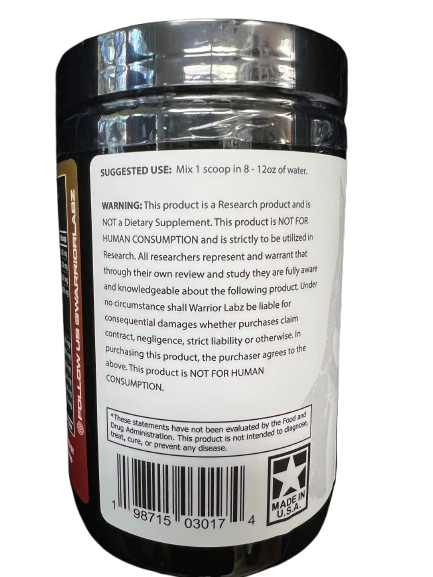 SUGGESTED USE: Mix 1 scoop in 8 - 12oz of water.
WARNING: This product is a Research product and is
NOT a Dietary Supplement. This product is NOT FOR
HUMAN CONSUMPTION and is strictly to be utilized in
Research. All researchers represent and warrant that
through their own review and study they are fully aware
and knowledgeable about the following product. Under
no circumstance shall Warrior Labz be liable for
consequential damages whether purchases claim
contract, negligence, strict liability or otherwise. In
purchasing this product, the purchaser agrees to the
above. This product is NOT FOR HUMAN
CONSUMPTION.
*These statements have not been evaluated by the Food and
Drug Administration. This product is not intended to diagnose,
treat, cure, or prevent any disease.
1 98715 03017 4
MADE IN
U.S.A.
FOLLOW US @WARRIORLABZ